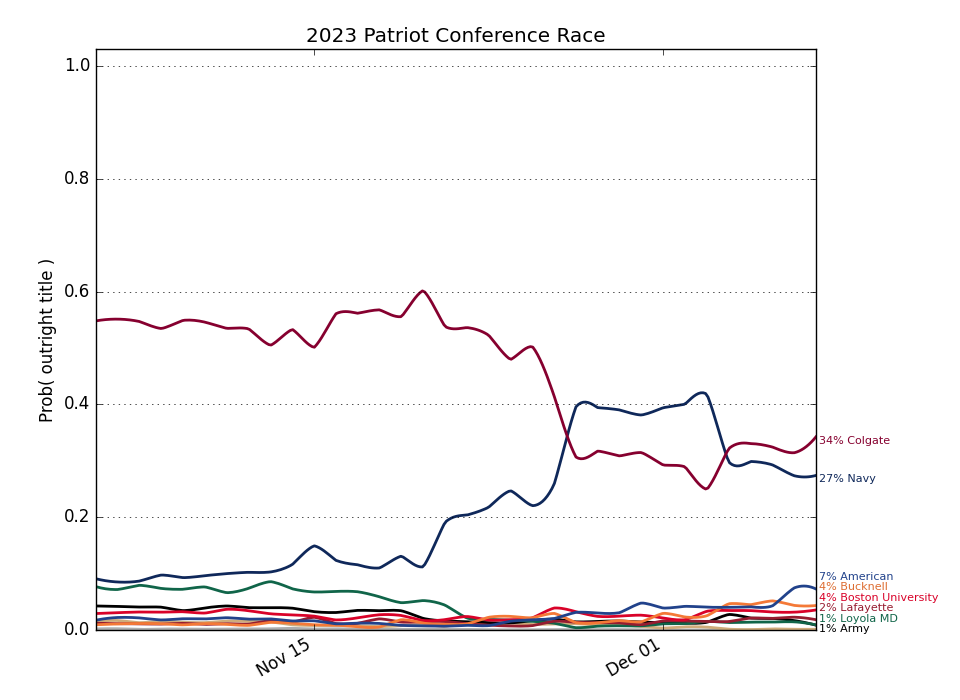 2023 Patriot Conference Race
1.0
0.8
0.6
0.4
0.2
0.0
Prob( outright title )
Nov 15
Dec 01
34% Colgate
27% Navy
7% American
4% Bucknell
4% Boston University
2% Lafayette
1% Loyola MD
1% Army